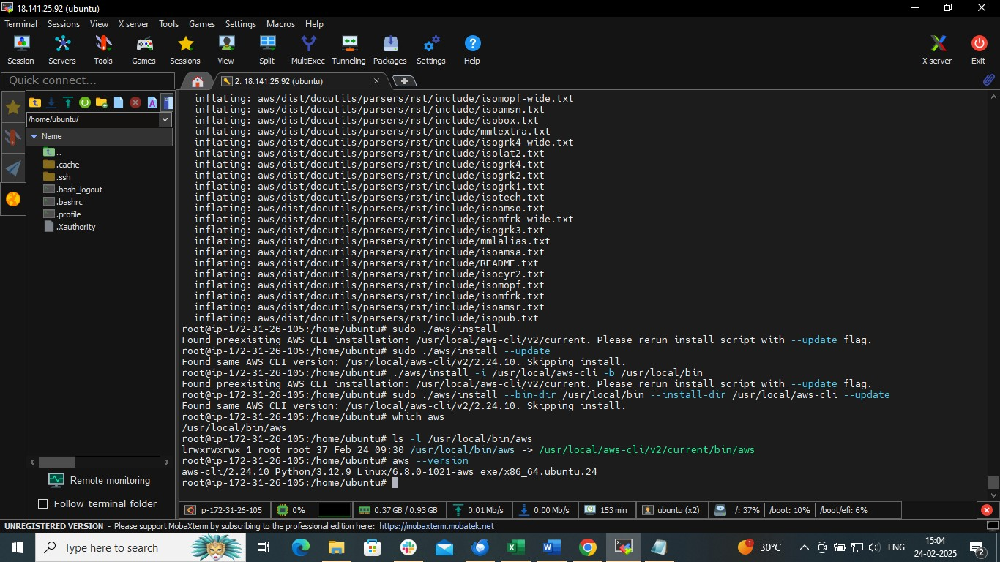 18.141.25.92 (ubuntu)
Terminal Sessions View X server Tools Games Settings Macros Help
Session Servers Tools Games Sessions View Split MultiExec Tunneling Packages Settings Help X server Exit
Quick connect...
2. 18.141.25.92 (ubuntu)
/home/ubuntu/
Name
..
.cache
.ssh
.bash_logout
.bashrc
.profile
.Xauthority
Remote monitoring
Follow terminal folder
inflating: aws/dist/docutils/parsers/rst/include/isomopf-wide.txt
inflating: aws/dist/docutils/parsers/rst/include/isoamsn.txt
inflating: aws/dist/docutils/parsers/rst/include/isobox.txt
inflating: aws/dist/docutils/parsers/rst/include/mmlextra.txt
inflating: aws/dist/docutils/parsers/rst/include/isogrk4-wide.txt
inflating: aws/dist/docutils/parsers/rst/include/isolat2.txt
inflating: aws/dist/docutils/parsers/rst/include/isogrk4.txt
inflating: aws/dist/docutils/parsers/rst/include/isogrk2.txt
inflating: aws/dist/docutils/parsers/rst/include/isogrk1.txt
inflating: aws/dist/docutils/parsers/rst/include/isotech.txt
inflating: aws/dist/docutils/parsers/rst/include/isoamso.txt
inflating: aws/dist/docutils/parsers/rst/include/isomfrk-wide.txt
inflating: aws/dist/docutils/parsers/rst/include/isogrk3.txt
inflating: aws/dist/docutils/parsers/rst/include/mmlalias.txt
inflating: aws/dist/docutils/parsers/rst/include/isoamsa.txt
inflating: aws/dist/docutils/parsers/rst/include/README.txt
inflating: aws/dist/docutils/parsers/rst/include/isocyr2.txt
inflating: aws/dist/docutils/parsers/rst/include/isomopf.txt
inflating: aws/dist/docutils/parsers/rst/include/isomfrk.txt
inflating: aws/dist/docutils/parsers/rst/include/isoamsr.txt
inflating: aws/dist/docutils/parsers/rst/include/isopub.txt
root@ip-172-31-26-105:/home/ubuntu# sudo ./aws/install
Found preexisting AWS CLI installation: /usr/local/aws-cli/v2/current. Please rerun install script with --update flag.
root@ip-172-31-26-105:/home/ubuntu# sudo ./aws/install --update
Found same AWS CLI version: /usr/local/aws-cli/v2/2.24.10. Skipping install.
root@ip-172-31-26-105:/home/ubuntu# ./aws/install -i /usr/local/aws-cli -b /usr/local/bin
Found preexisting AWS CLI installation: /usr/local/aws-cli/v2/current. Please rerun install script with --update flag.
root@ip-172-31-26-105:/home/ubuntu# sudo ./aws/install --bin-dir /usr/local/bin --install-dir /usr/local/aws-cli --update
Found same AWS CLI version: /usr/local/aws-cli/v2/2.24.10. Skipping install.
root@ip-172-31-26-105:/home/ubuntu# which aws
/usr/local/bin/aws
root@ip-172-31-26-105:/home/ubuntu# ls -l /usr/local/bin/aws
lrwxrwxrwx 1 root root 37 Feb 24 09:30 /usr/local/bin/aws -> /usr/local/aws-cli/v2/current/bin/aws
root@ip-172-31-26-105:/home/ubuntu# aws --version
aws-cli/2.24.10 Python/3.12.9 Linux/6.8.0-1021-aws exe/x86_64.ubuntu.24
root@ip-172-31-26-105:/home/ubuntu#
ip-172-31-26-105 0% 0.37 GB / 0.93 GB 0.01 Mb/s 0.00 Mb/s 153 min ubuntu (x2) /: 37% /boot: 10% /boot/efi: 6%
UNREGISTERED VERSION - Please support MobaXterm by subscribing to the professional edition here: https://mobaxterm.mobatek.net
Type here to search
1
30°C
ENG
15:04
24-02-2025
2